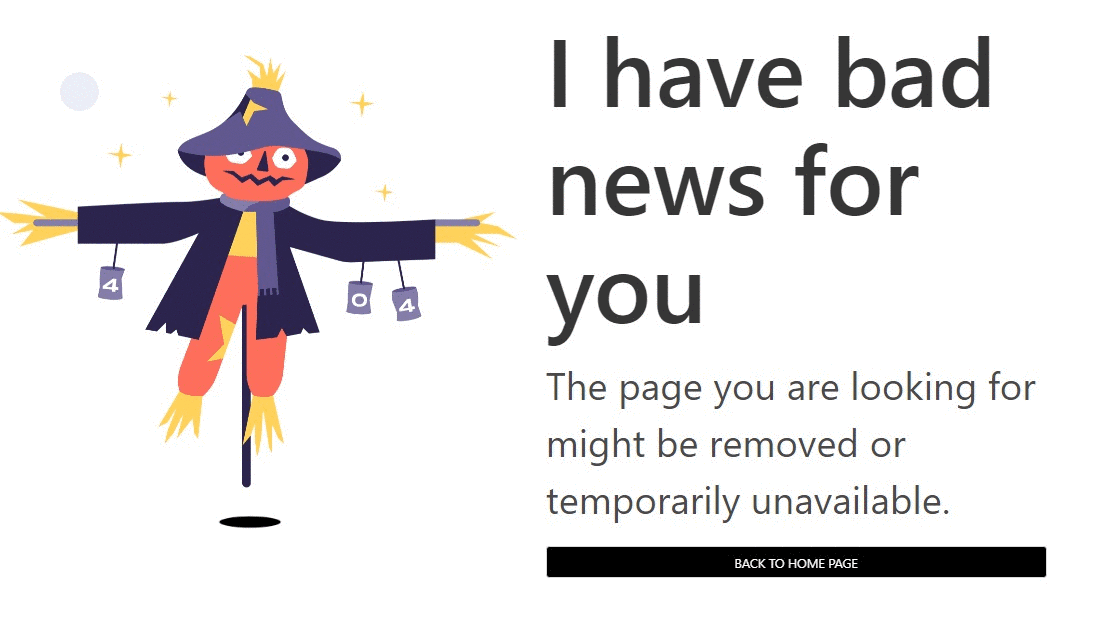 I have bad
news for
you
The page you are looking for
might be removed or
temporarily unavailable.
BACK TO HOME PAGE
4
0
4